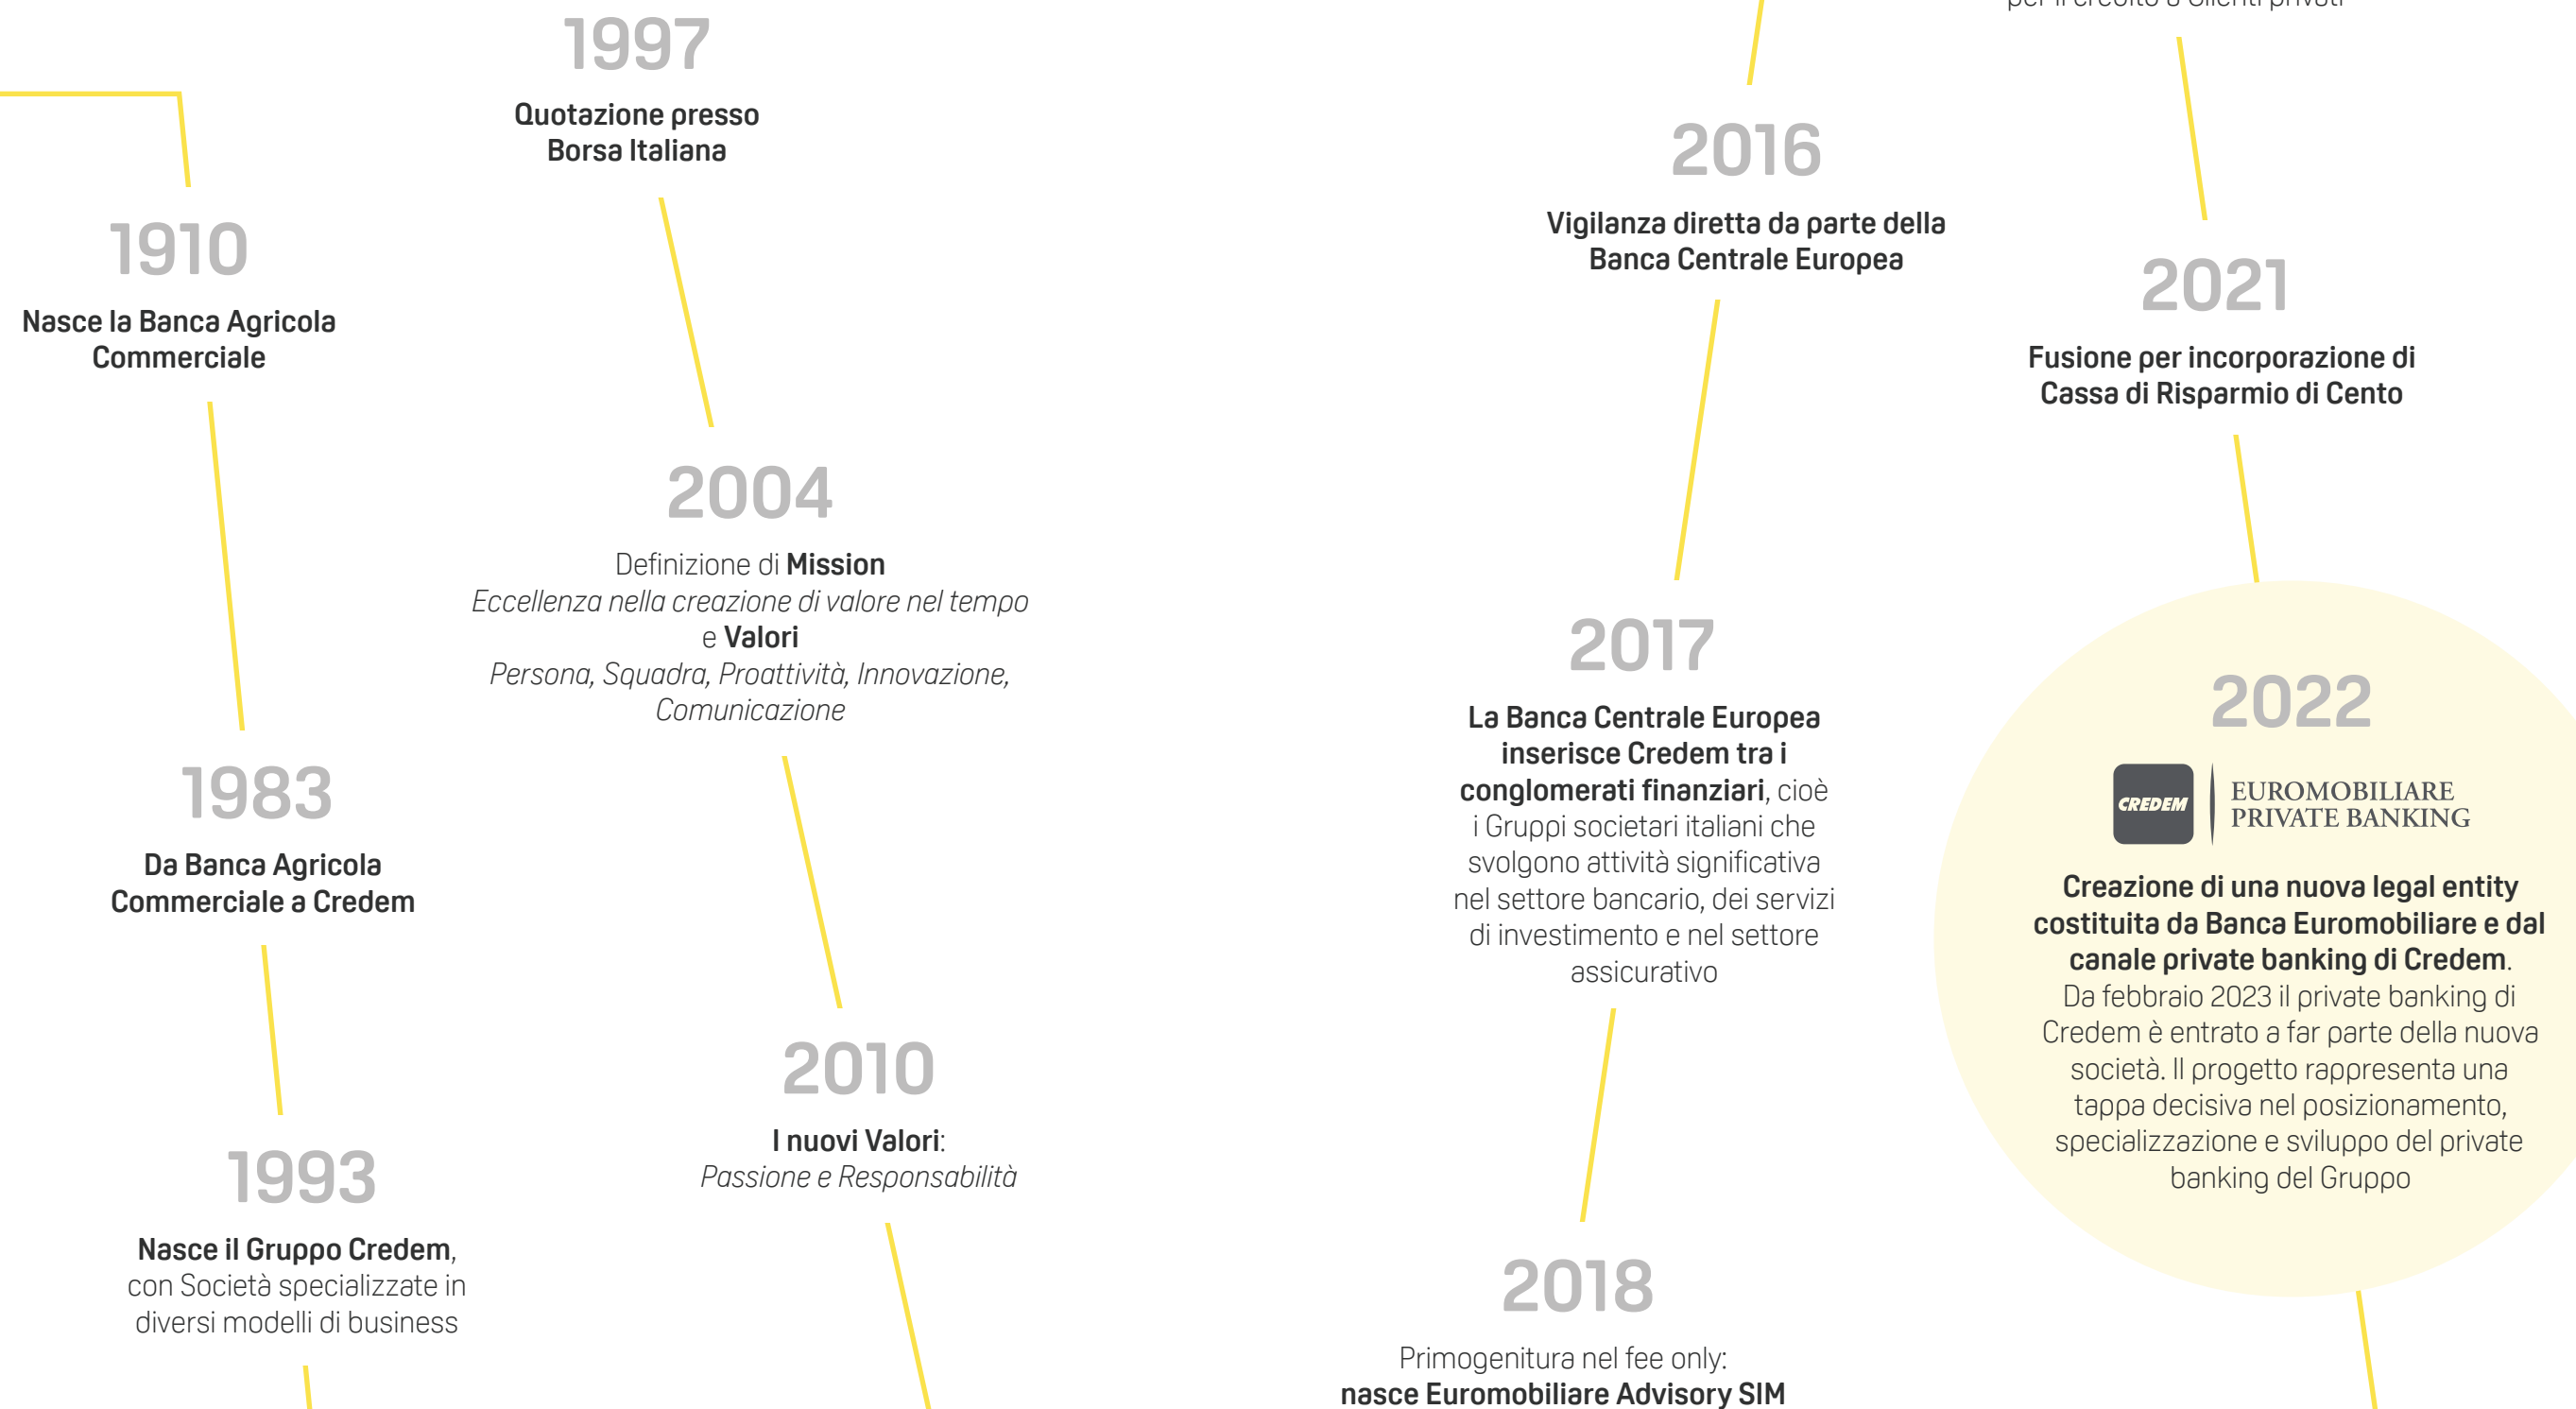 1910
Nasce la Banca Agricola
Commerciale
1983
Da Banca Agricola
Commerciale a Credem
1993
Nasce il Gruppo Credem,
con Società specializzate in
diversi modelli di business
1997
Quotazione presso
Borsa Italiana
2004
Definizione di Mission
Eccellenza nella creazione di valore nel tempo
e Valori
Persona, Squadra, Proattività, Innovazione,
Comunicazione
2010
I nuovi Valori:
Passione e Responsabilità
2016
Vigilanza diretta da parte della
Banca Centrale Europea
2017
La Banca Centrale Europea
inserisce Credem tra i
conglomerati finanziari, cioè
i Gruppi societari italiani che
svolgono attività significativa
nel settore bancario, dei servizi
di investimento e nel settore
assicurativo
2018
Primogenitura nel fee only:
nasce Euromobiliare Advisory SIM
per il credito a Clienti privati
2021
Fusione per incorporazione di
Cassa di Risparmio di Cento
2022
CREDEM
EUROMOBILIARE
PRIVATE BANKING
Creazione di una nuova legal entity
costituita da Banca Euromobiliare e dal
canale private banking di Credem.
Da febbraio 2023 il private banking di
Credem è entrato a far parte della nuova
società. Il progetto rappresenta una
tappa decisiva nel posizionamento,
specializzazione e sviluppo del private
banking del Gruppo